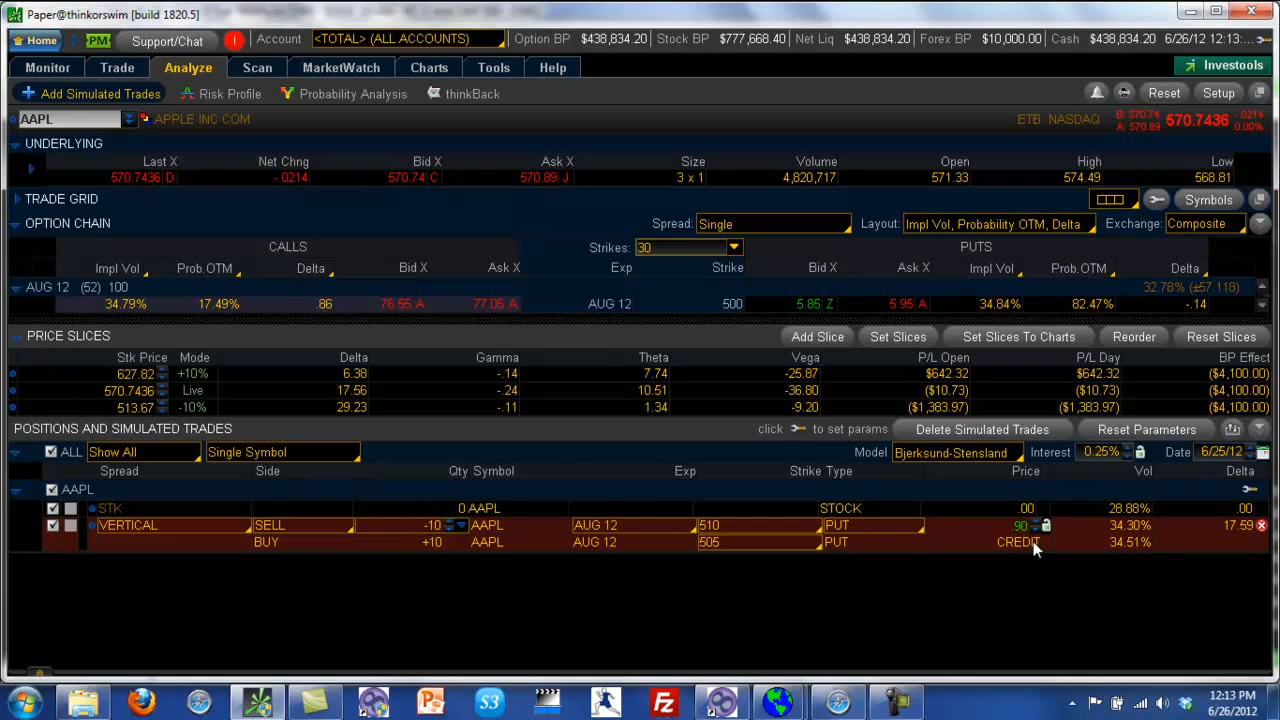 Paper@thinkorswim [build 1820.5]
Home PM Support/Chat ! Account <TOTAL> (ALL ACCOUNTS) Option BP $438,834.20 Stock BP $777,668.40 Net Liq $438,834.20 Forex BP $10,000.00 Cash $438,834.20 6/26/12 12:13:...
Monitor Trade Analyze Scan MarketWatch Charts Tools Help Investools
Add Simulated Trades Risk Profile Probability Analysis thinkBack Reset Setup
AAPL APPLE INC COM ETB NASDAQ B: 570.74 A: 570.89 570.7436 -.0214 0.00%
UNDERLYING
Last X Net Chng Bid X Ask X Size Volume Open High Low
570.7436 D -.0214 570.74 C 570.89 J 3 x 1 4,820,717 571.33 574.49 568.81
TRADE GRID Symbols
OPTION CHAIN Spread: Single Layout: Impl Vol, Probability OTM, Delta Exchange: Composite
CALLS Strikes: 30 PUTS
Impl Vol Prob.OTM Delta Bid X Ask X Exp Strike Bid X Ask X Impl Vol Prob.OTM Delta
AUG 12 (52) 100 32.78% (±57.118)
34.79% 17.49% .86 76.55 A 77.05 A AUG 12 500 5.85 Z 5.95 A 34.84% 82.47% -.14
PRICE SLICES Add Slice Set Slices Set Slices To Charts Reorder Reset Slices
Stk Price Mode Delta Gamma Theta Vega P/L Open P/L Day BP Effect
627.82 +10% 6.38 -.14 7.74 -25.87 $642.32 $642.32 ($4,100.00)
570.7436 Live 17.56 -.24 10.51 -36.80 ($10.73) ($10.73) ($4,100.00)
513.67 -10% 29.23 -.11 1.34 -9.20 ($1,383.97) ($1,383.97) ($4,100.00)
POSITIONS AND SIMULATED TRADES click to set params Delete Simulated Trades Reset Parameters
ALL Show All Single Symbol Model Bjerksund-Stensland Interest 0.25% Date 6/25/12
Spread Side Qty Symbol Exp Strike Type Price Vol Delta
AAPL
STK 0 AAPL STOCK .00 28.88% .00
VERTICAL SELL -10 AAPL AUG 12 510 PUT .90 34.30% 17.59
BUY +10 AAPL AUG 12 505 PUT CREDIT 34.51%
S3 Fz 12:13 PM
6/26/2012